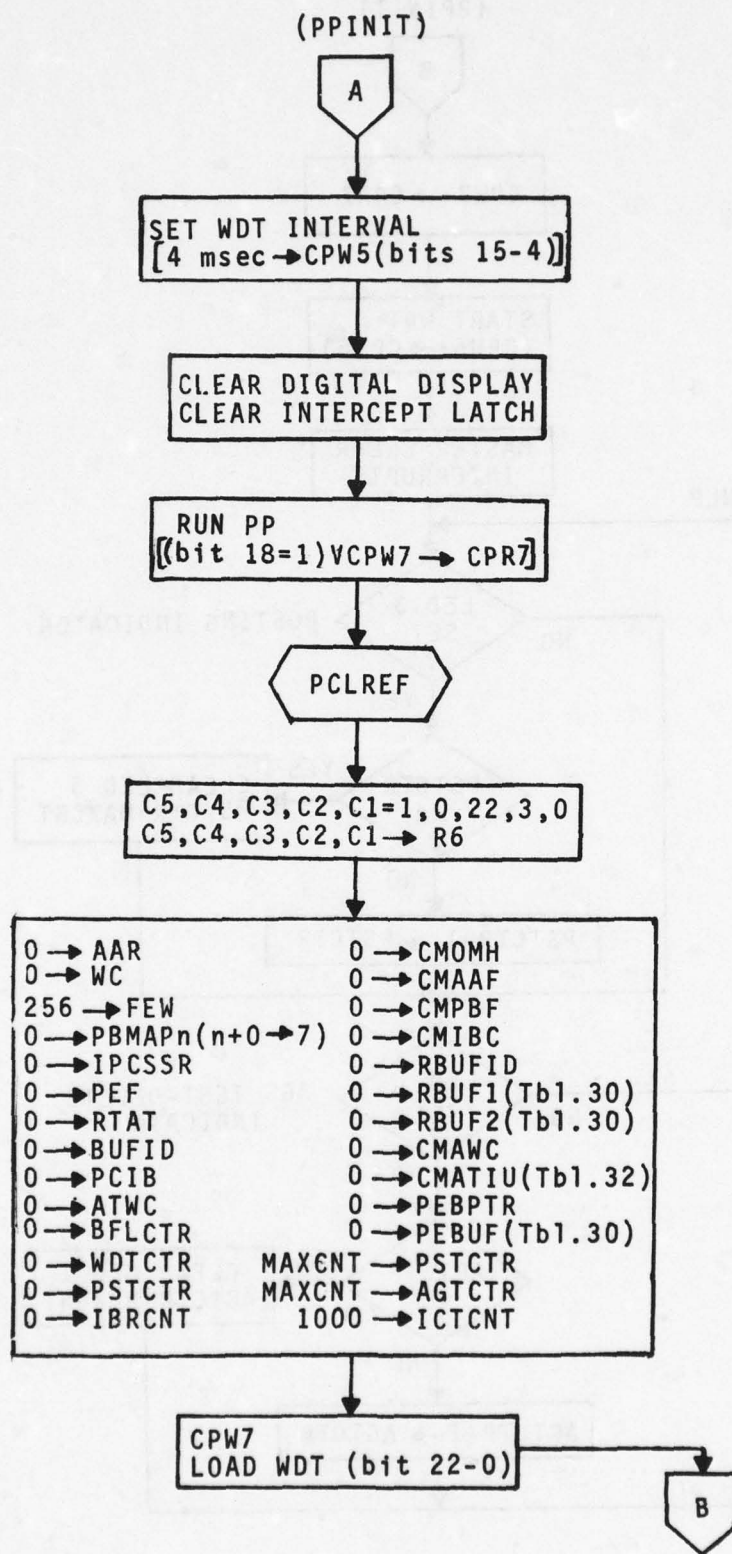 (PPINIT)
A
SET WDT INTERVAL
[4 msec→CPW5(bits 15-4)]
CLEAR DIGITAL DISPLAY
CLEAR INTERCEPT LATCH
RUN PP
[(bit 18=1)VCPW7 → CPR7]
PCLREF
C5,C4,C3,C2,C1=1,0,22,3,0
C5,C4,C3,C2,C1→ R6
0→AAR
0→WC
256→FEW
0→PBMAPn(n+0→7)
0→IPCSSR
0→PEF
0→RTAT
0→BUFID
0→PCIB
0→ATWC
0→BFLCTR
0→WDTCTR
0→PSTCTR
0→IBRCNT
0→CMOMH
0→CMAAF
0→CMPBF
0→CMIBC
0→RBUFID
0→RBUF1(Tbl.30)
0→RBUF2(Tbl.30)
0→CMAWC
0→CMATIU(Tbl.32)
0→PEBPTR
0→PEBUF(Tbl.30)
MAXCNT→PSTCTR
MAXCNT→AGTCTR
1000→ICTCNT
CPW7
LOAD WDT (bit 22-0)
B